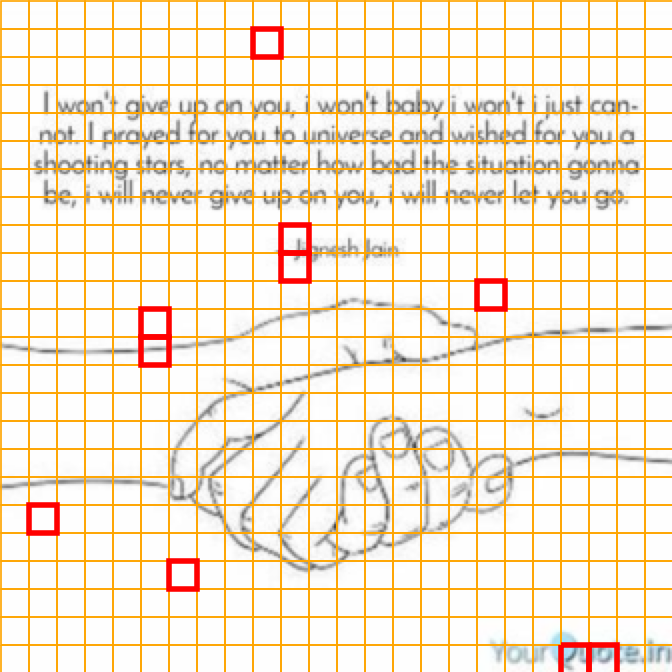 I won't give up on you, i won't baby i won't i just can-
not. I prayed for you to universe and wished for you a
shooting stars, no matter how bad the situation gonna
be, i will never give up on you, i will never let you go.
- Jignesh Jain
YourQuote.in